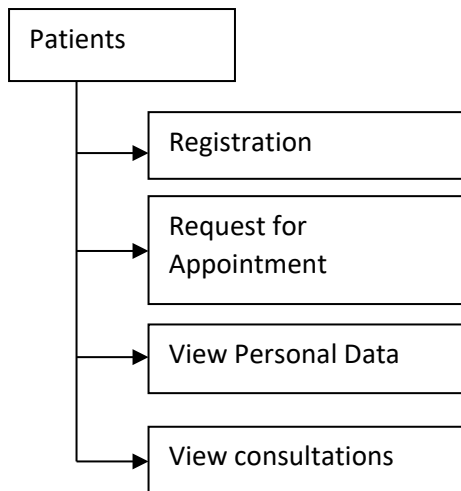 Patients
Registration
Request for
Appointment
View Personal Data
View consultations